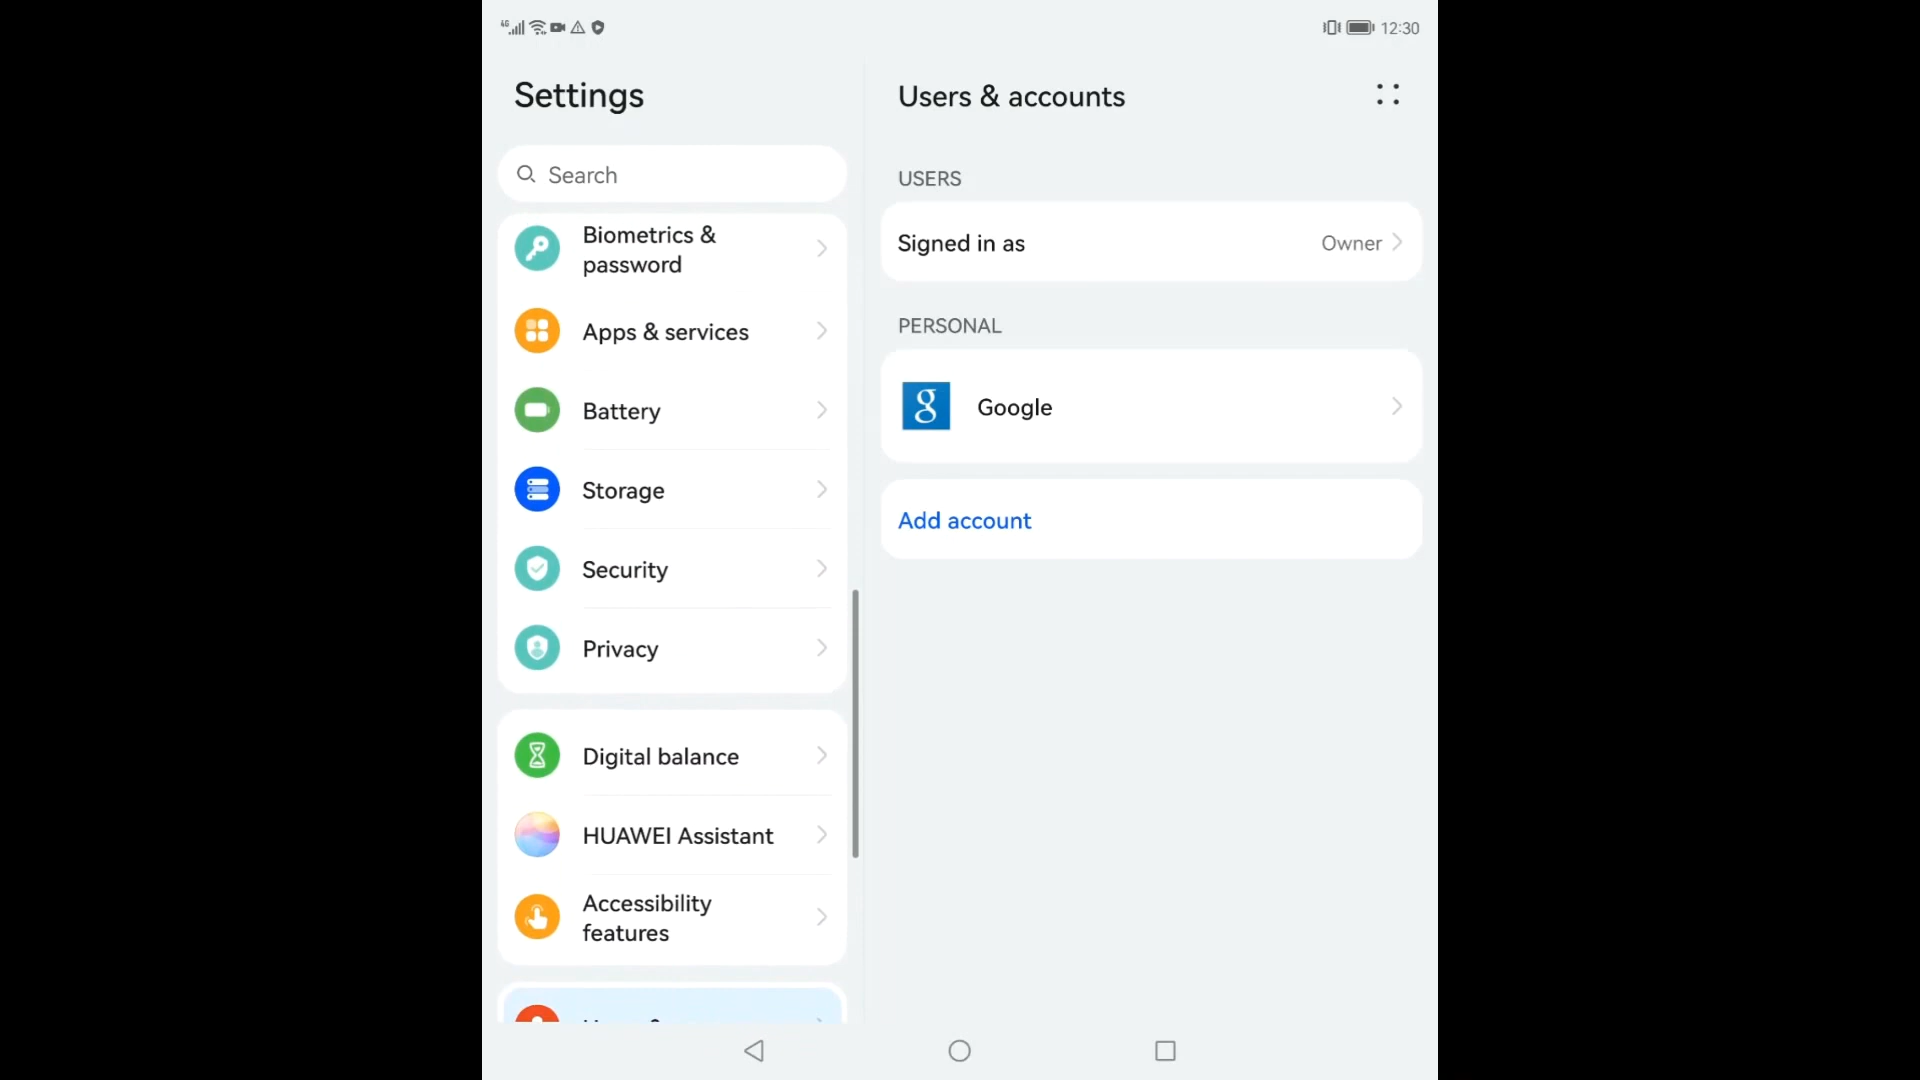 4G
12:30
Settings
Search
Biometrics &
password
Apps & services
Battery
Storage
Security
Privacy
Digital balance
HUAWEI Assistant
Accessibility
features
Users & accounts
USERS
Signed in as
Owner
PERSONAL
g
Google
Add account